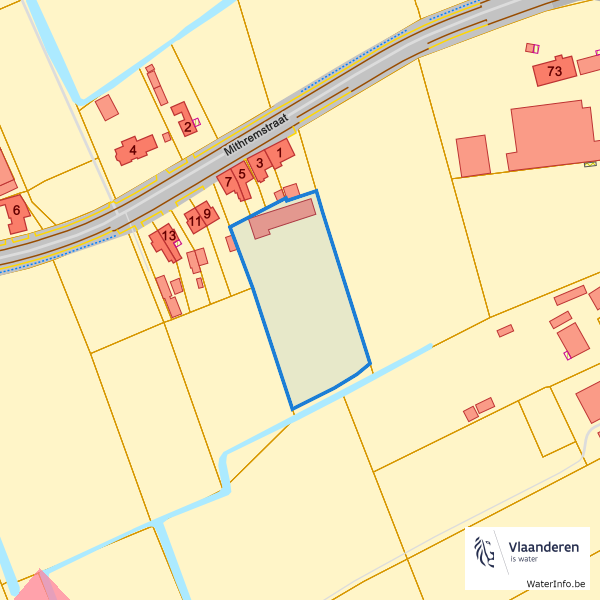 73
2
4
Mithremstraat
1
3
5
7
6
9
11
13
Vlaanderen
is water
WaterInfo.be